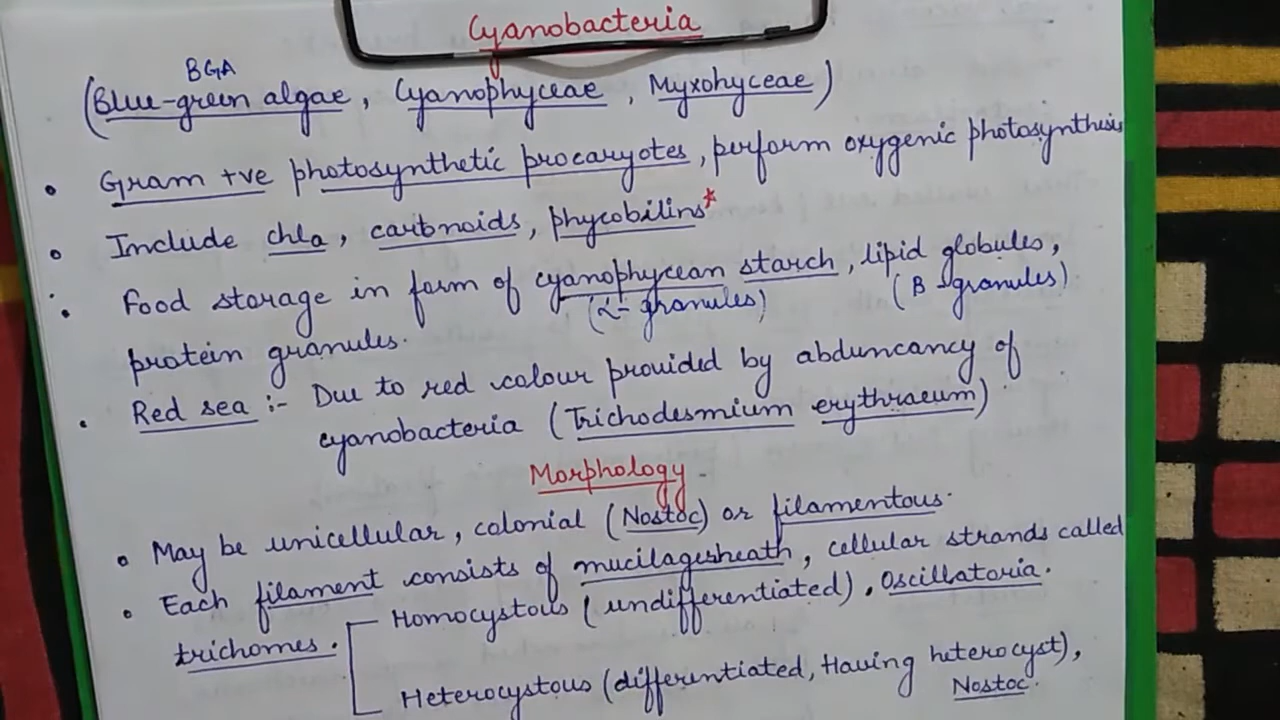 Cyanobacteria
BGA
(Blue-green algae, Cyanophyceae, Myxohyceae)
• Gram +ve photosynthetic procaryotes, perform oxygenic photosynthesis
• Include chla, carbnoids, phycobilins*
• Food storage in form of cyanophycean starch, lipid globules,
(α- granules) (B -granules)
protein granules.
• Red sea :- Due to red colour provided by abduncancy of
cyanobacteria (Trichodesmium erythraeum)
Morphology
• May be unicellular, colonial (Nostoc) or filamentous.
• Each filament consists of mucilagesheath, cellular strands called
trichomes.
Homocystous (undifferentiated), Oscillatoria.
Heterocystous (differentiated, Having heterocyst),
Nostoc.